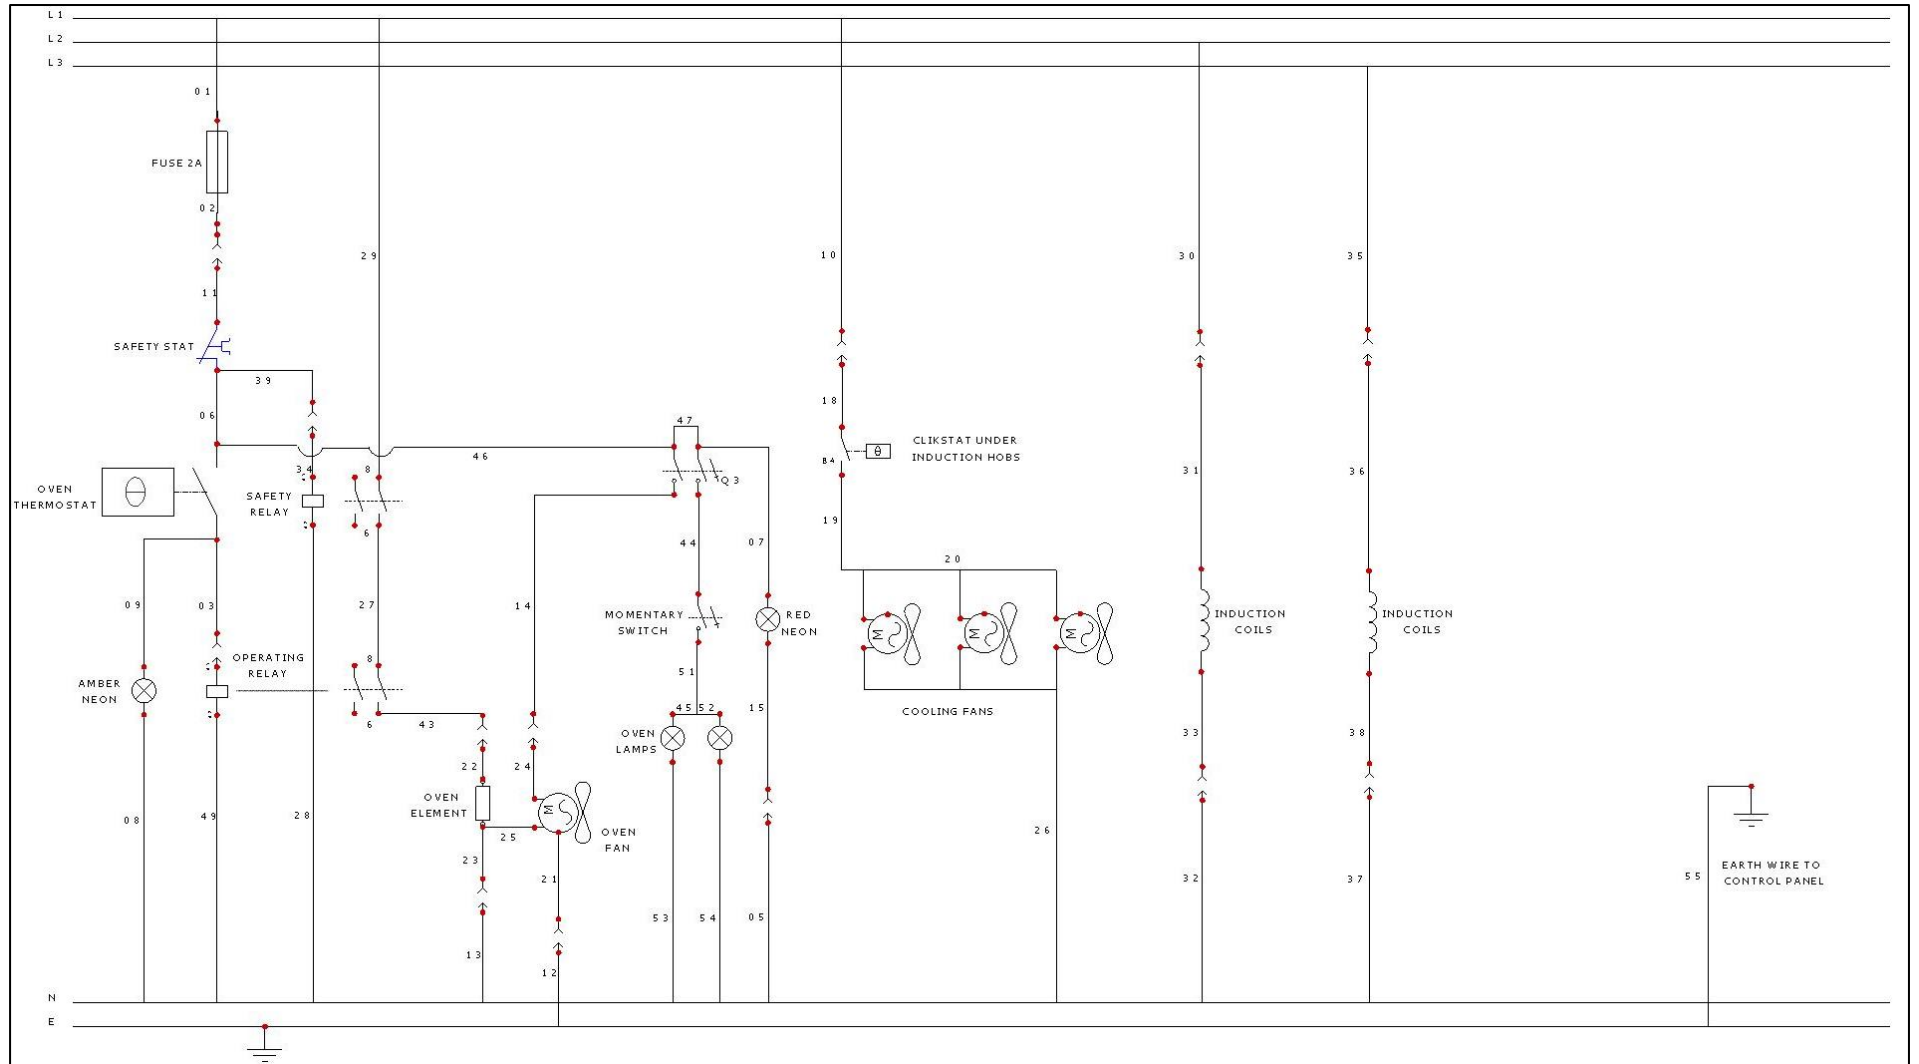 L1
L2
L3
01
FUSE 2A
02
29
10
30
35
11
SAFETY STAT
39
06
47
18
CLIKSTAT UNDER
INDUCTION HOBS
46
B4
34
8
31
36
OVEN
THERMOSTAT
SAFETY
RELAY
Q3
6
19
44
07
20
09
03
27
14
MOMENTARY
SWITCH
RED
NEON
M
M
M
INDUCTION
COILS
INDUCTION
COILS
OPERATING
RELAY
8
51
AMBER
NEON
6
43
45
52
15
COOLING FANS
OVEN
LAMPS
33
38
22
24
OVEN
ELEMENT
M
08
49
28
25
OVEN
FAN
26
23
21
32
37
55
EARTH WIRE TO
CONTROL PANEL
53
54
05
13
12
N
E